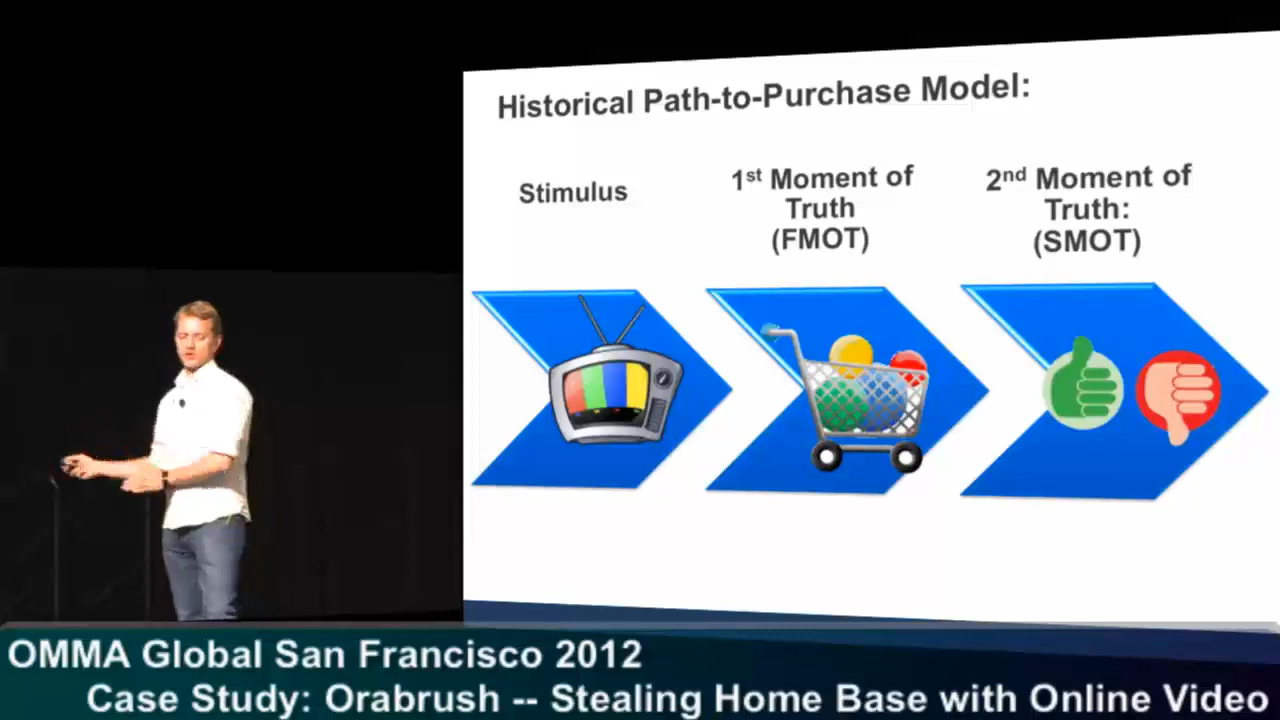 Historical Path-to-Purchase Model:
Stimulus
1st Moment of
Truth
(FMOT)
2nd Moment of
Truth:
(SMOT)
OMMA Global San Francisco 2012
Case Study: Orabrush -- Stealing Home Base with Online Video